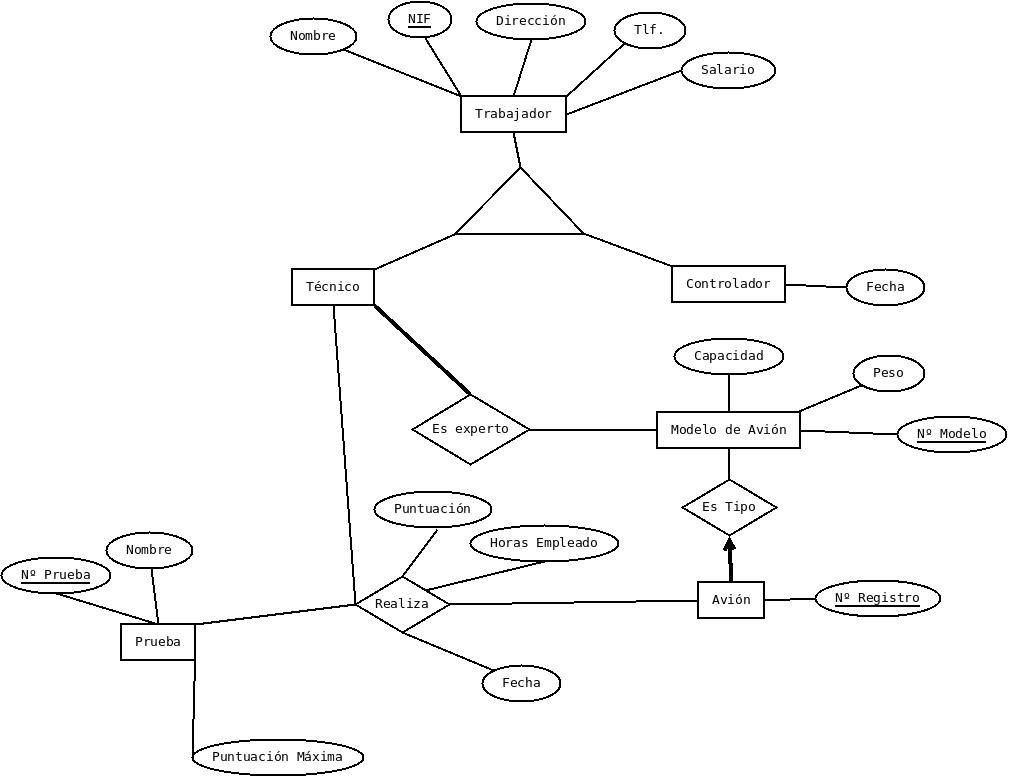 NIF
Dirección
Tlf.
Nombre
Salario
Trabajador
Técnico
Controlador
Fecha
Capacidad
Peso
Es experto
Modelo de Avión
Nº Modelo
Puntuación
Es Tipo
Horas Empleado
Nombre
Nº Prueba
Realiza
Avión
Nº Registro
Prueba
Fecha
Puntuación Máxima